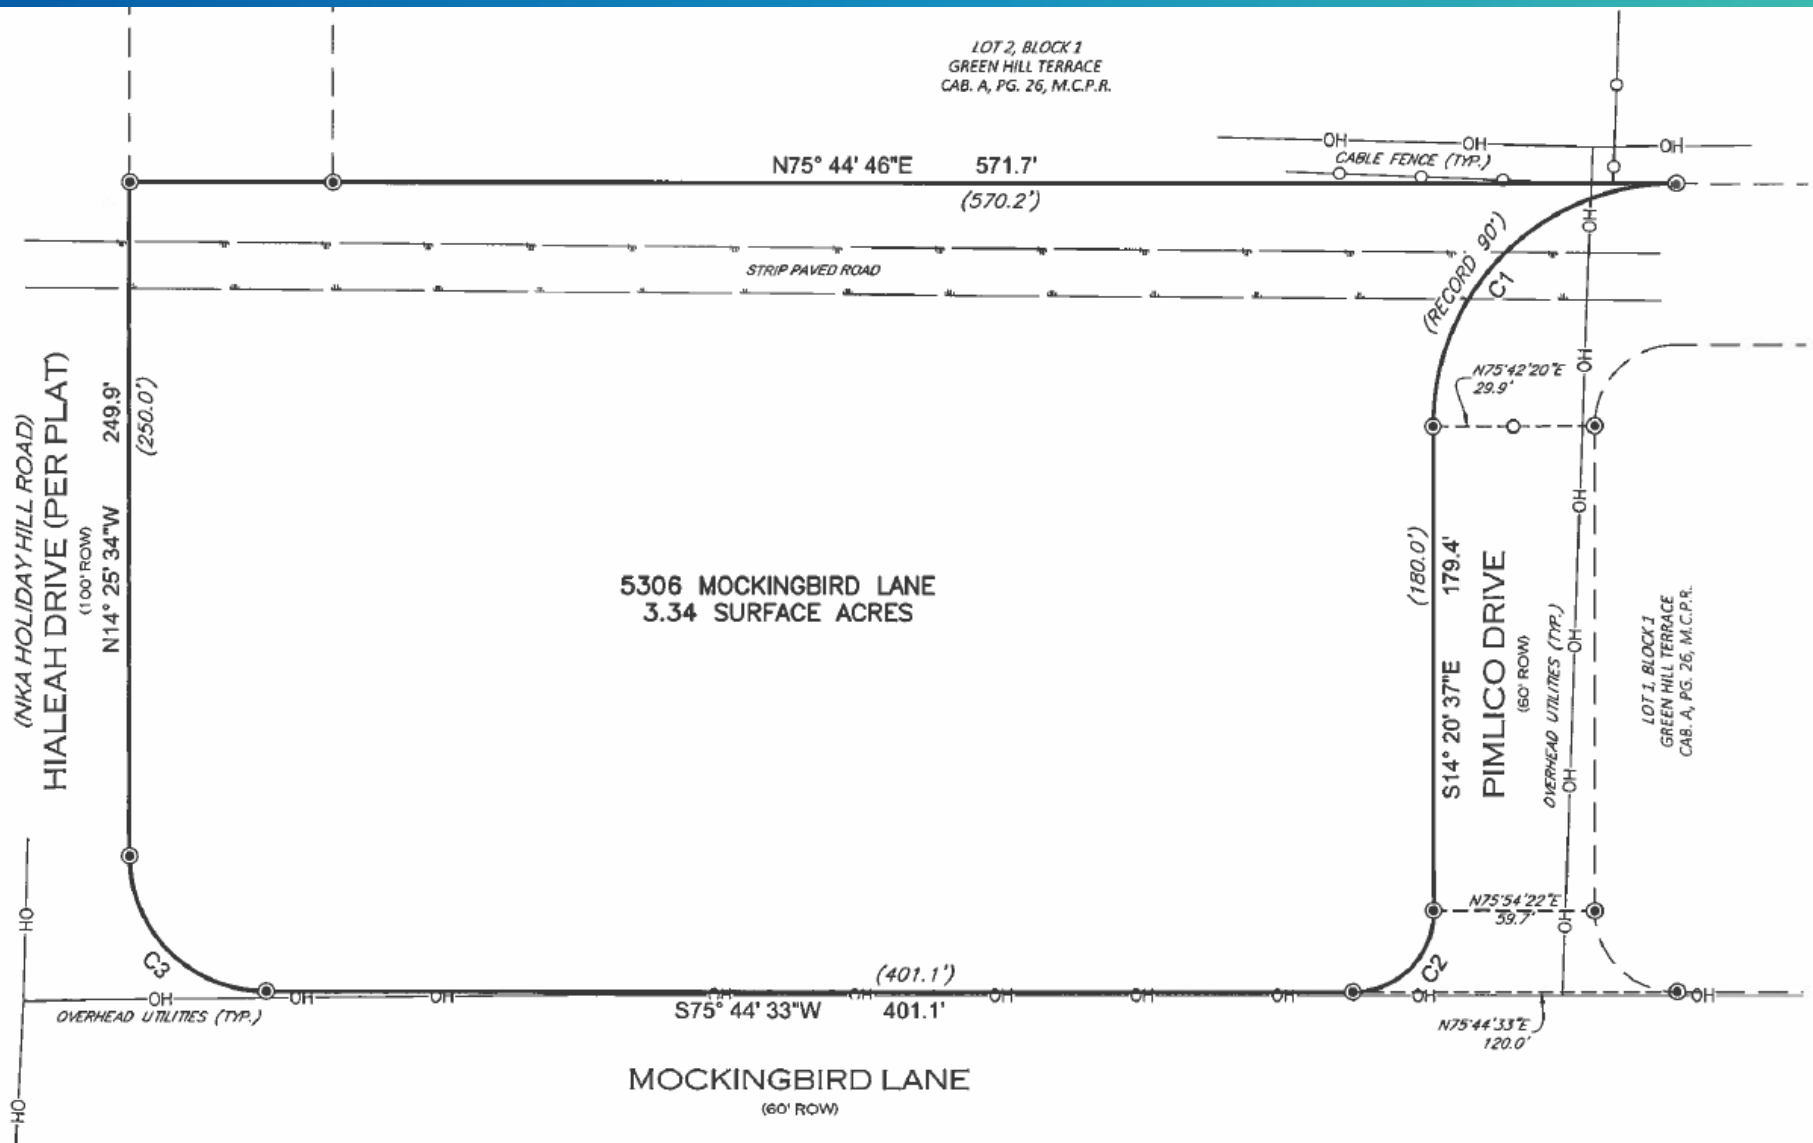 LOT 2, BLOCK 1
GREEN HILL TERRACE
CAB. A, PG. 26, M.C.P.R.
OH OH OH
CABLE FENCE (TYP.)
N75° 44' 46"E 571.7'
(570.2')
STRIP PAVED ROAD
(RECORD 90')
C1
OH
OH
N75°42'20"E
29.9'
(NKA HOLIDAY HILL ROAD)
HIALEAH DRIVE (PER PLAT)
(100' ROW)
N14° 25' 34"W 249.9'
(250.0')
5306 MOCKINGBIRD LANE
3.34 SURFACE ACRES
(180.0')
S14° 20' 37"E 179.4'
PIMLICO DRIVE
(60' ROW)
OVERHEAD UTILITIES (TYP.)
OH
OH
OH
OH
LOT 1, BLOCK 1
GREEN HILL TERRACE
CAB. A, PG. 26, M.C.P.R.
N75°54'22"E
59.7'
OH
C3
C2
(401.1')
OH OH OH OH OH OH OH OH OH OH
OVERHEAD UTILITIES (TYP.)
S75° 44' 33"W 401.1'
N75°44'33"E
120.0'
MOCKINGBIRD LANE
(60' ROW)
OH